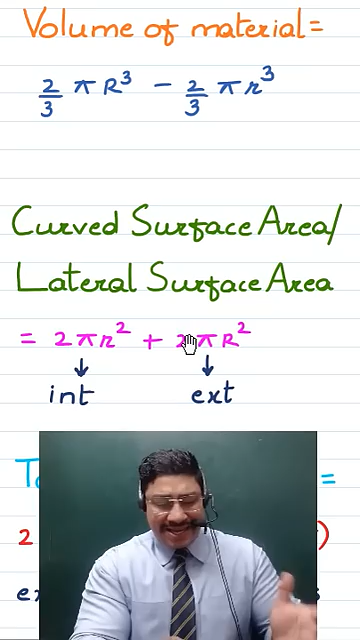 Volume of material =
2/3 πR³ - 2/3 πr³
Curved Surface Area/
Lateral Surface Area
= 2πr² + 2πR²
↓ ↓
int ext
=
2 )